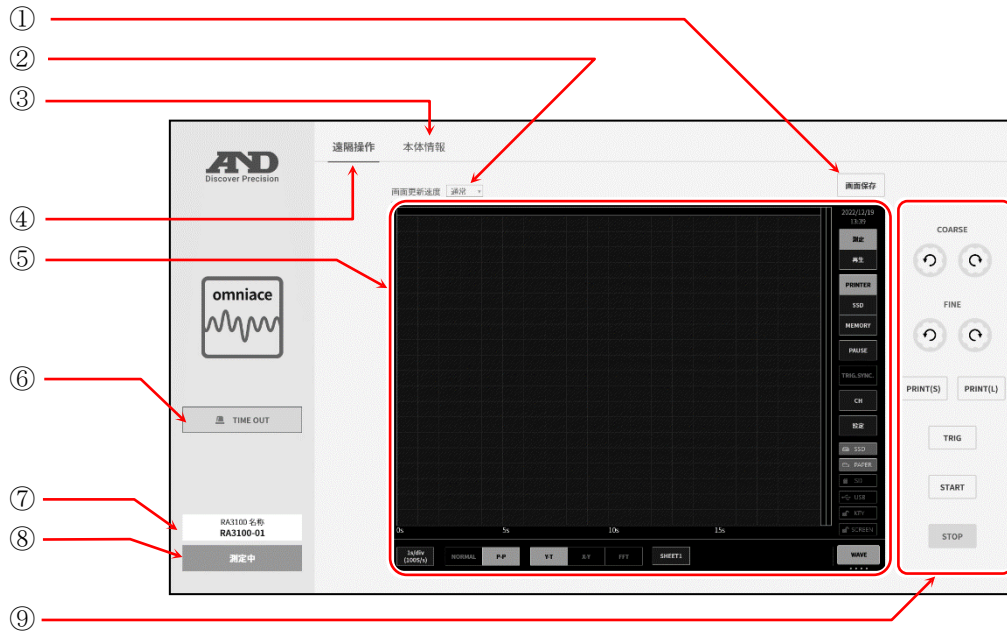 ①
②
③
④
⑤
⑥
⑦
⑧
⑨
AND
Discover Precision
omniace
TIME OUT
RA3100 名称
RA3100-01
測定中
遠隔操作 本体情報
画面更新速度 通常
画面保存
2022/12/19
13:39
測定
再生
PRINTER
SSD
MEMORY
PAUSE
TRIG.SYNC.
CH
設定
SSD
PAPER
SD
USB
KEY
SCREEN
0s 5s 10s 15s
1s/div
(100S/s)
NORMAL P-P Y-T X-Y FFT SHEET1 WAVE
COARSE
FINE
PRINT(S) PRINT(L)
TRIG
START
STOP